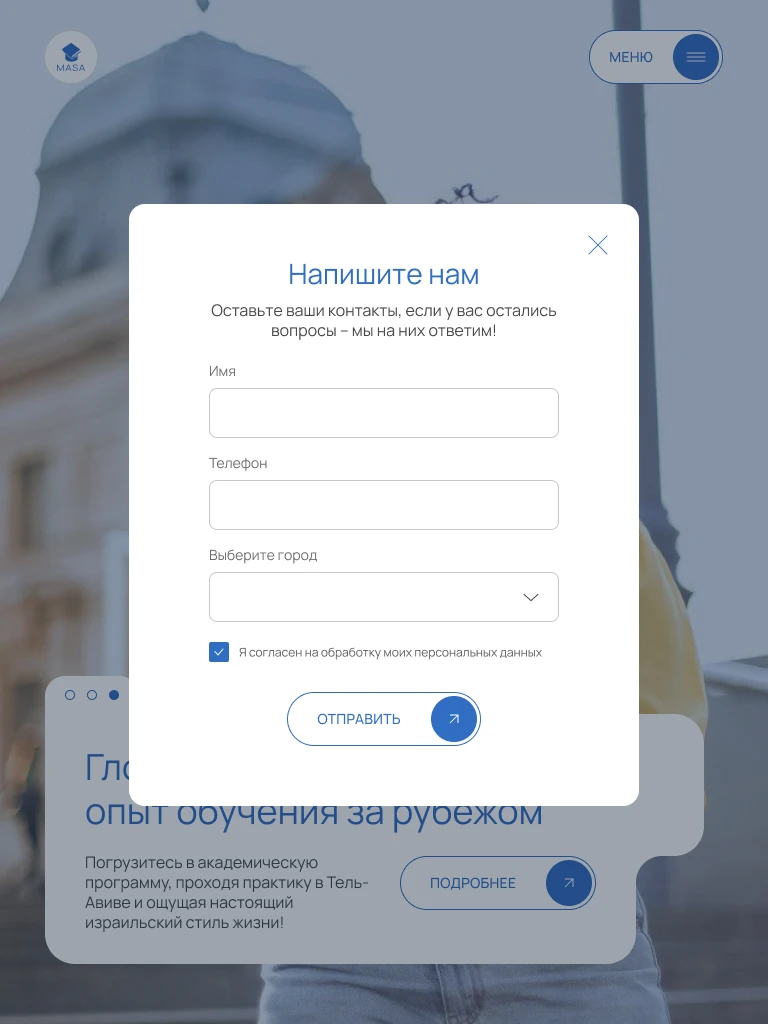 MASA
МЕНЮ
Напишите нам
Оставьте ваши контакты, если у вас остались
вопросы – мы на них ответим!
Имя
Телефон
Выберите город
Я согласен на обработку моих персональных данных
ОТПРАВИТЬ
опыт обучения за рубежом
Погрузитесь в академическую
программу, проходя практику в Тель-
Авиве и ощущая настоящий
израильский стиль жизни!
ПОДРОБНЕЕ